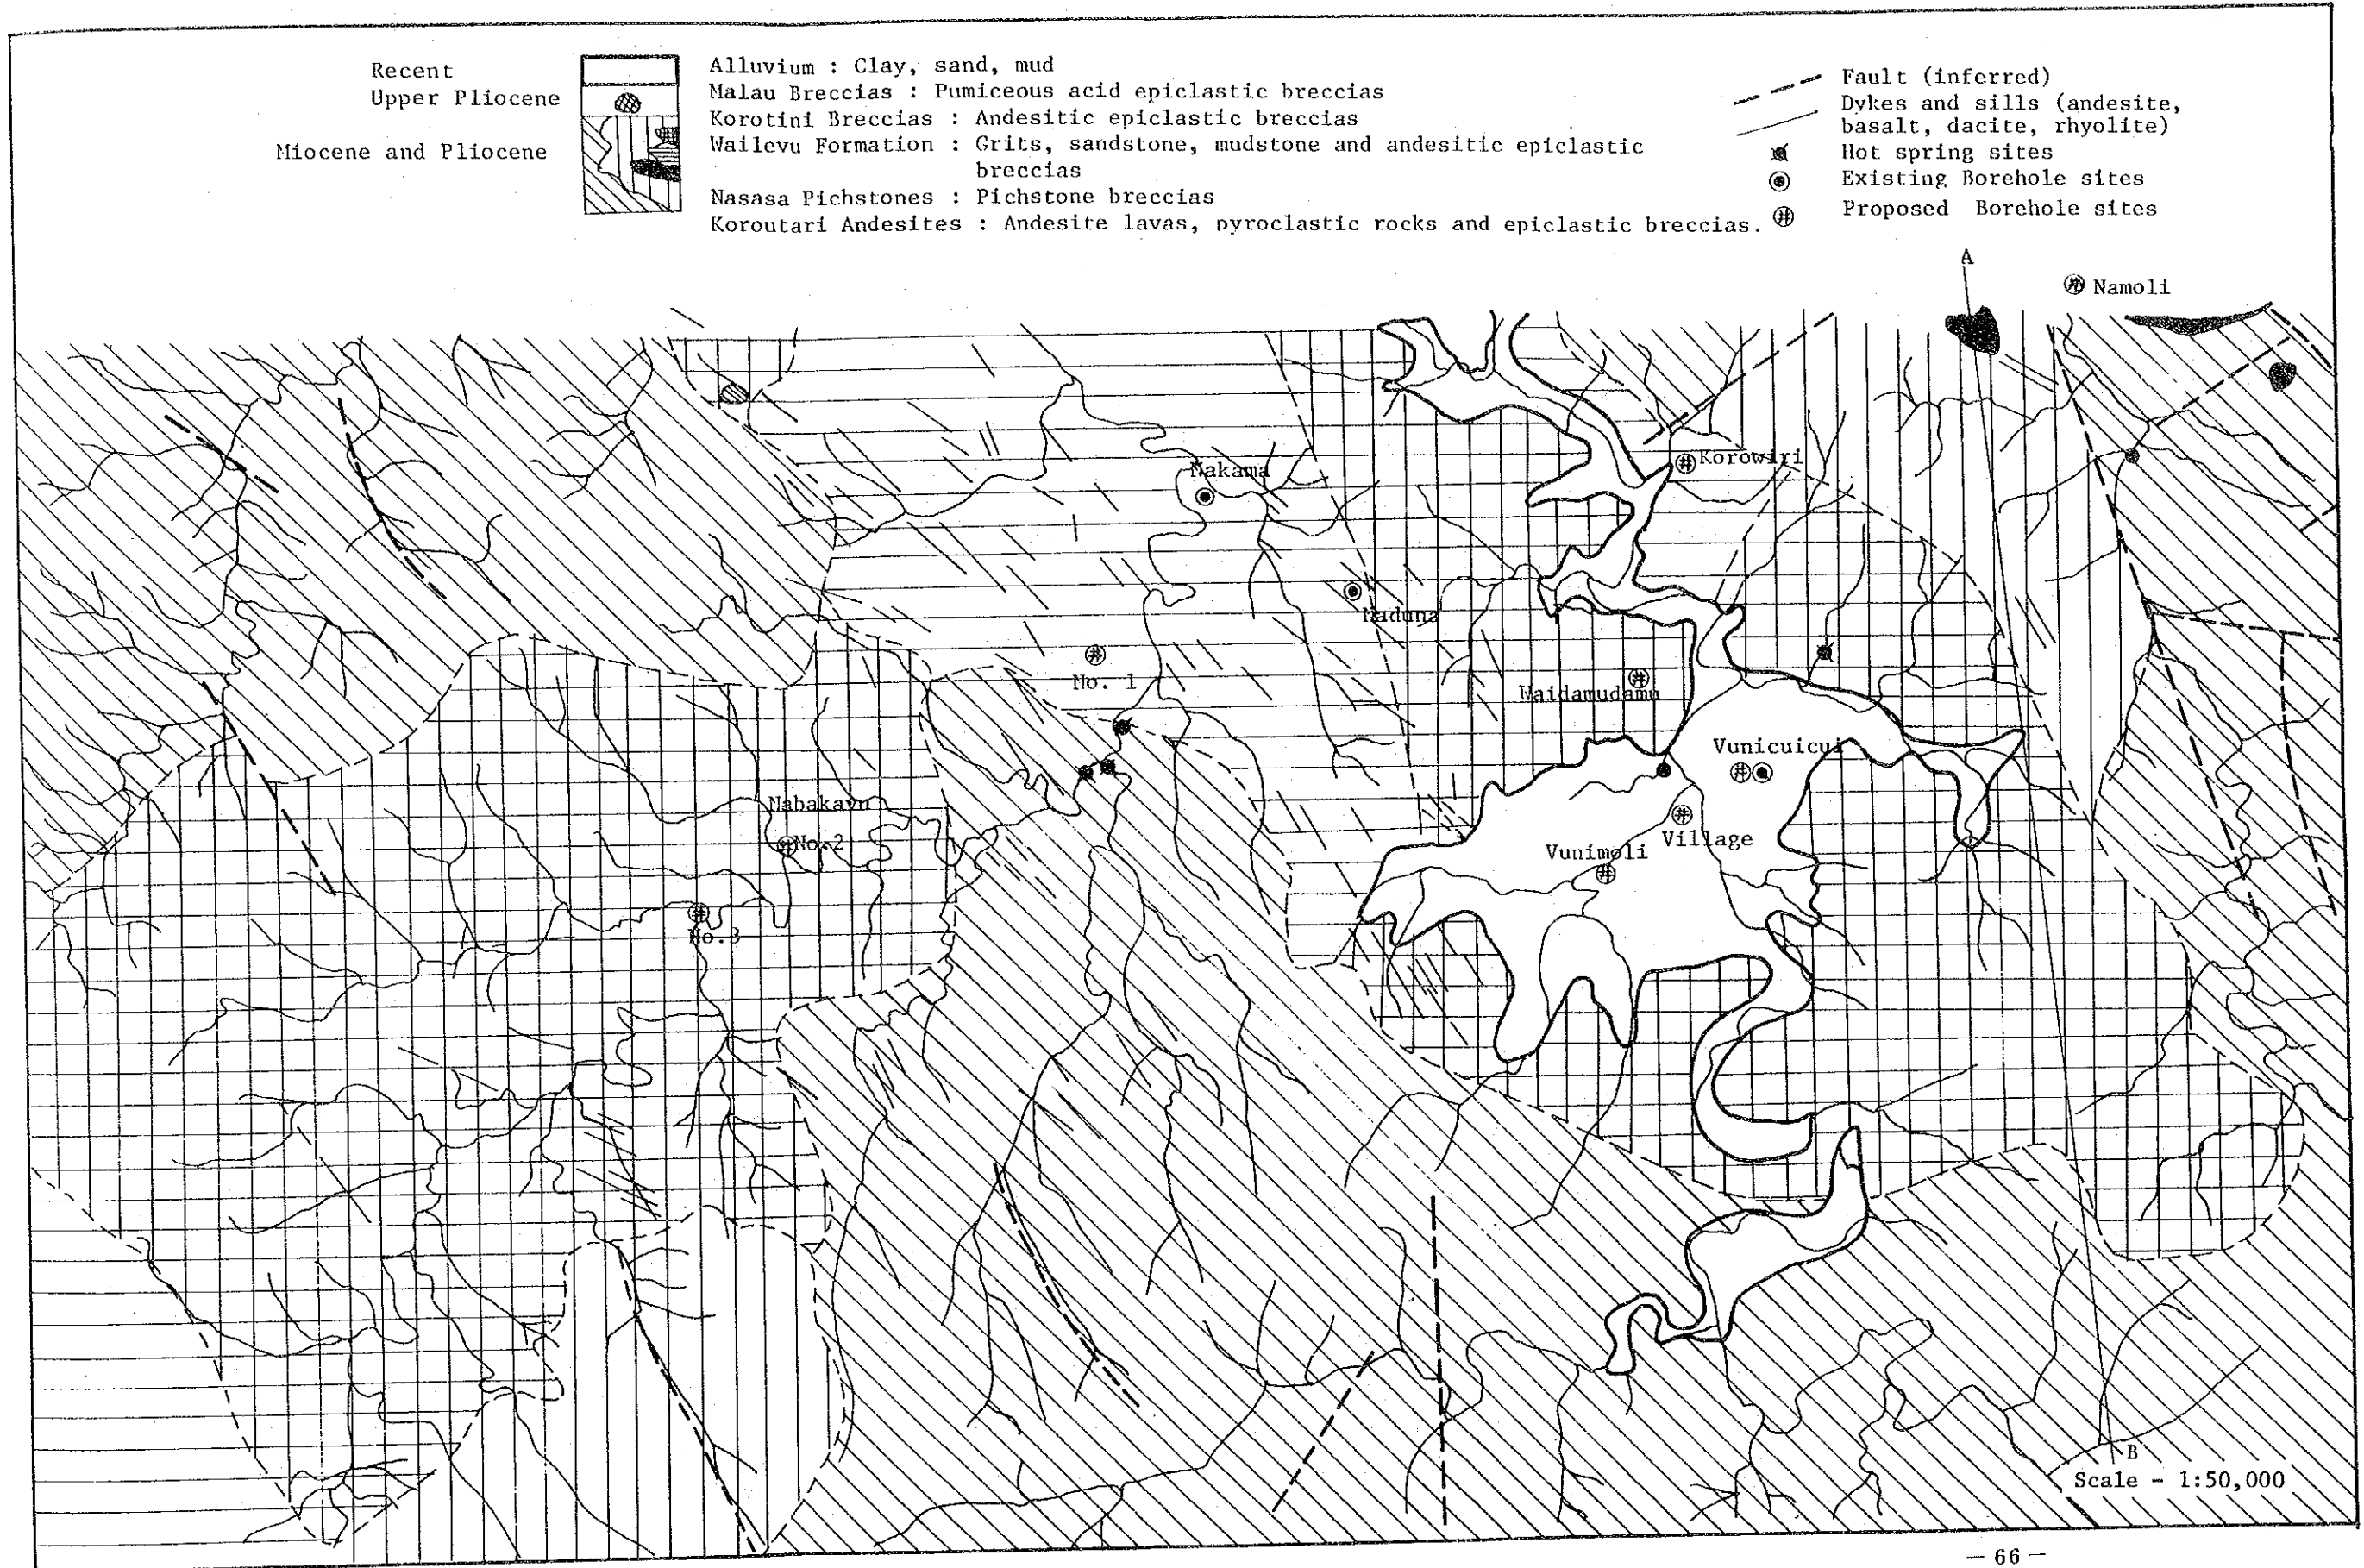 Recent
Upper Pliocene
Miocene and Pliocene
Alluvium : Clay, sand, mud
Malau Breccias : Pumiceous acid epiclastic breccias
Korotini Breccias : Andesitic epiclastic breccias
Wailevu Formation : Grits, sandstone, mudstone and andesitic epiclastic
breccias
Nasasa Pichstones : Pichstone breccias
Koroutari Andesites : Andesite lavas, pyroclastic rocks and epiclastic breccias.
Fault (inferred)
Dykes and sills (andesite,
basalt, dacite, rhyolite)
Hot spring sites
Existing Borehole sites
Proposed Borehole sites
A
Namoli
Korowiri
Nakama
Naduna
No. 1
Waidamudamu
Vunicuicui
Nabakavu
No.2
Village
Vunimoli
No.3
B
Scale - 1:50,000
- 66 -